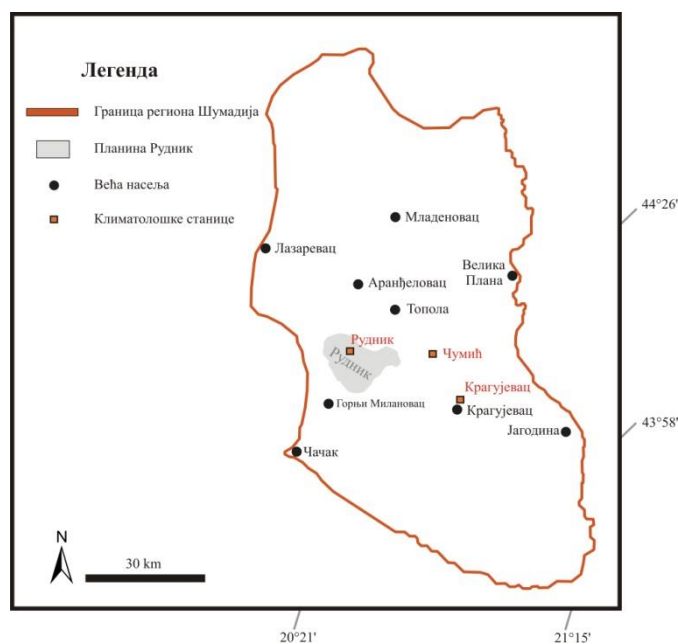 Легенда
Граница региона Шумадија
Планина Рудник
Већа насеља
Климатолошке станице
44°26'
Младеновац
Лазаревац
Велика
Плана
Аранђеловац
Топола
Рудник
Рудник
Чумић
Крагујевац
Горњи Милановац
Крагујевац
Јагодина
43°58'
Чачак
N
30 km
20°21'
21°15'